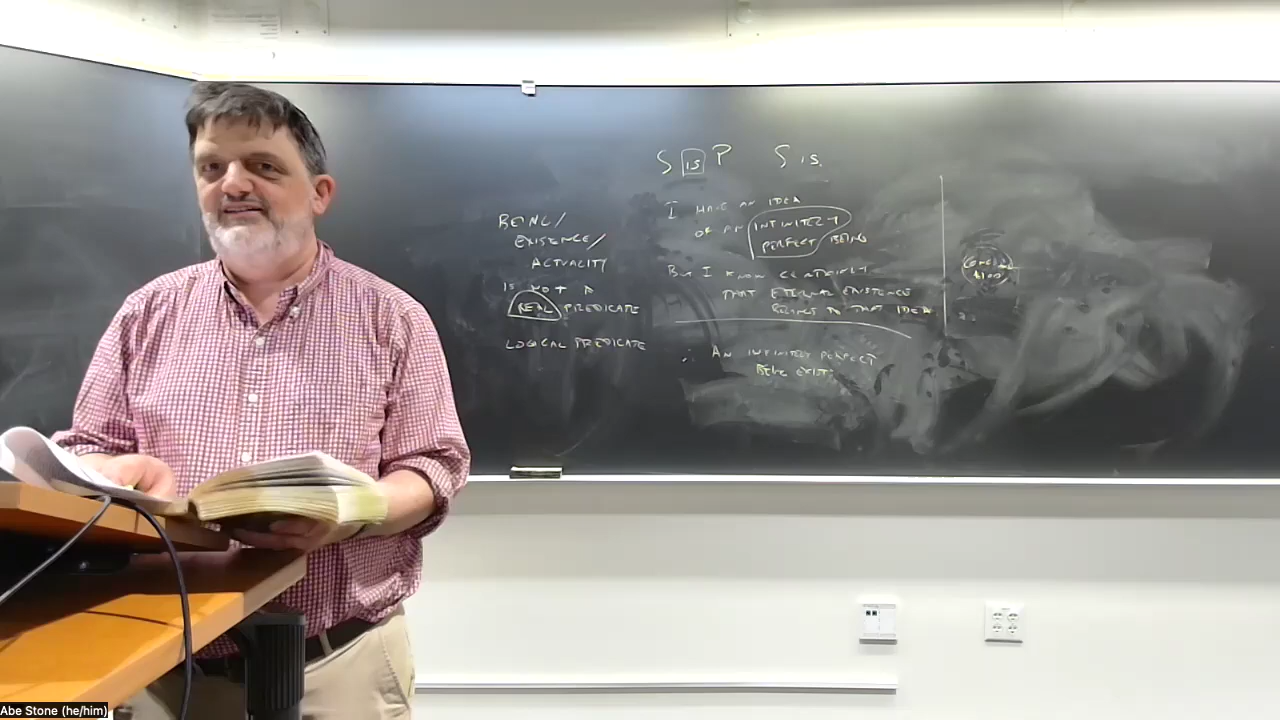 S is P S is.
BEING/
EXISTENCE/
ACTUALITY
IS NOT A
REAL PREDICATE
LOGICAL PREDICATE
I HAVE AN IDEA
OF AN INFINITELY
PERFECT BEING
BUT I KNOW
THAT ETERNAL EXISTENCE
BELONGS TO THAT IDEA
∴ AN INFINITELY PERFECT
BEING EXISTS
Abe Stone (he/him)